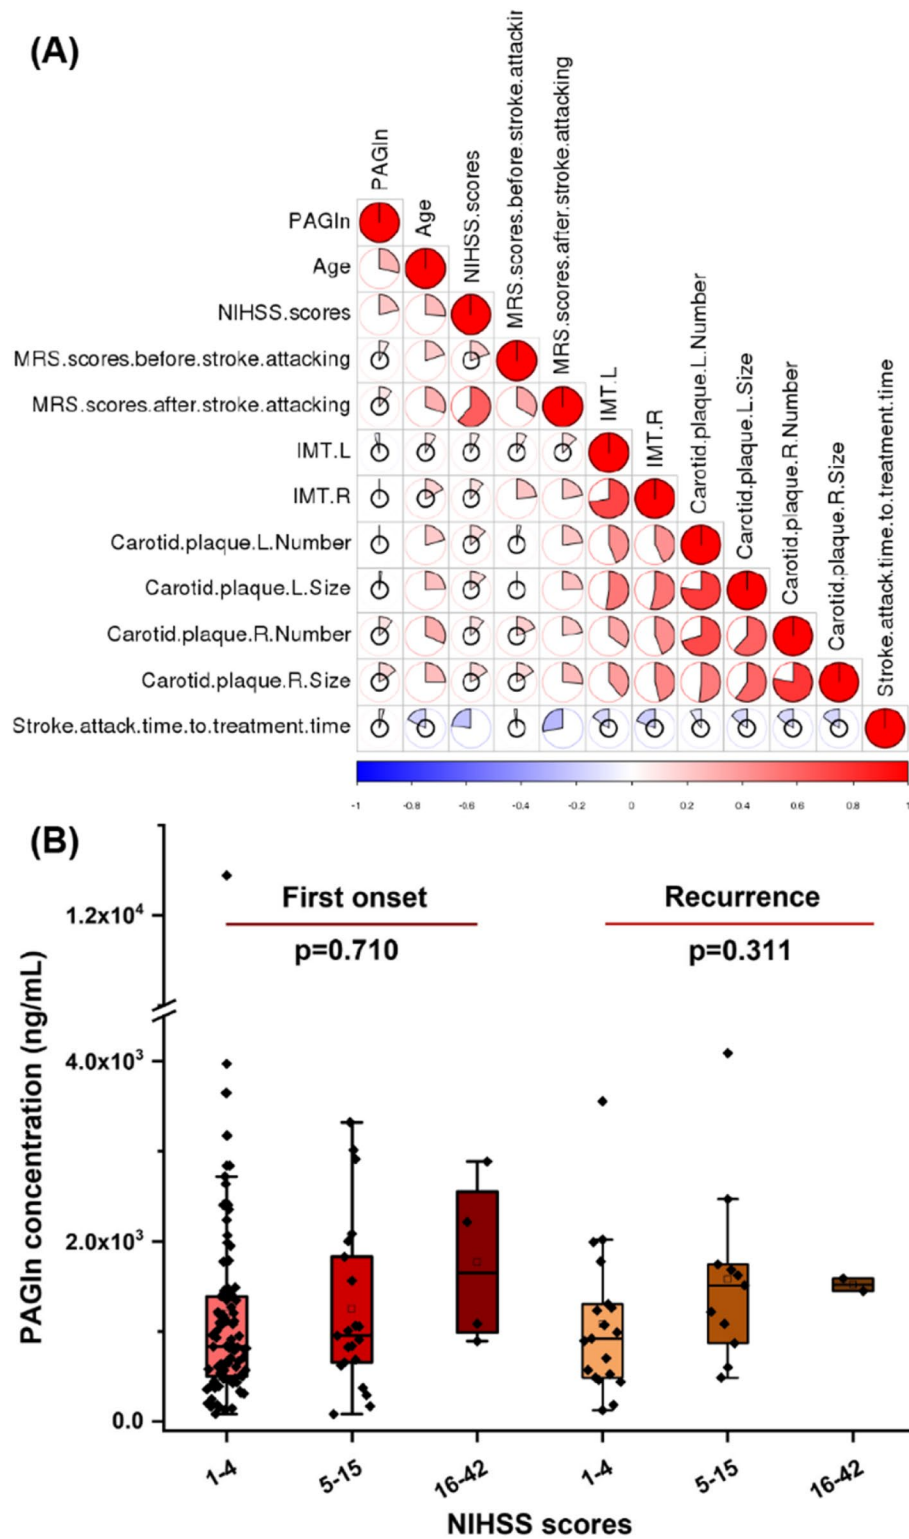 (A)
PAGln
Age
NIHSS.scores
MRS.scores.before.stroke.attackin
MRS.scores.after.stroke.attacking
IMT.L
IMT.R
Carotid.plaque.L.Number
Carotid.plaque.L.Size
Carotid.plaque.R.Number
Carotid.plaque.R.Size
Stroke.attack.time.to.treatment.time
PAGln
Age
NIHSS.scores
MRS.scores.before.stroke.attacking
MRS.scores.after.stroke.attacking
IMT.L
IMT.R
Carotid.plaque.L.Number
Carotid.plaque.L.Size
Carotid.plaque.R.Number
Carotid.plaque.R.Size
Stroke.attack.time.to.treatment.time
-1 -0.8 -0.6 -0.4 -0.2 0 0.2 0.4 0.6 0.8 1
(B)
First onset Recurrence
p=0.710 p=0.311
1.2x10⁴
4.0x10³
2.0x10³
0.0
PAGln concentration (ng/mL)
1-4 5-15 16-42 1-4 5-15 16-42
NIHSS scores